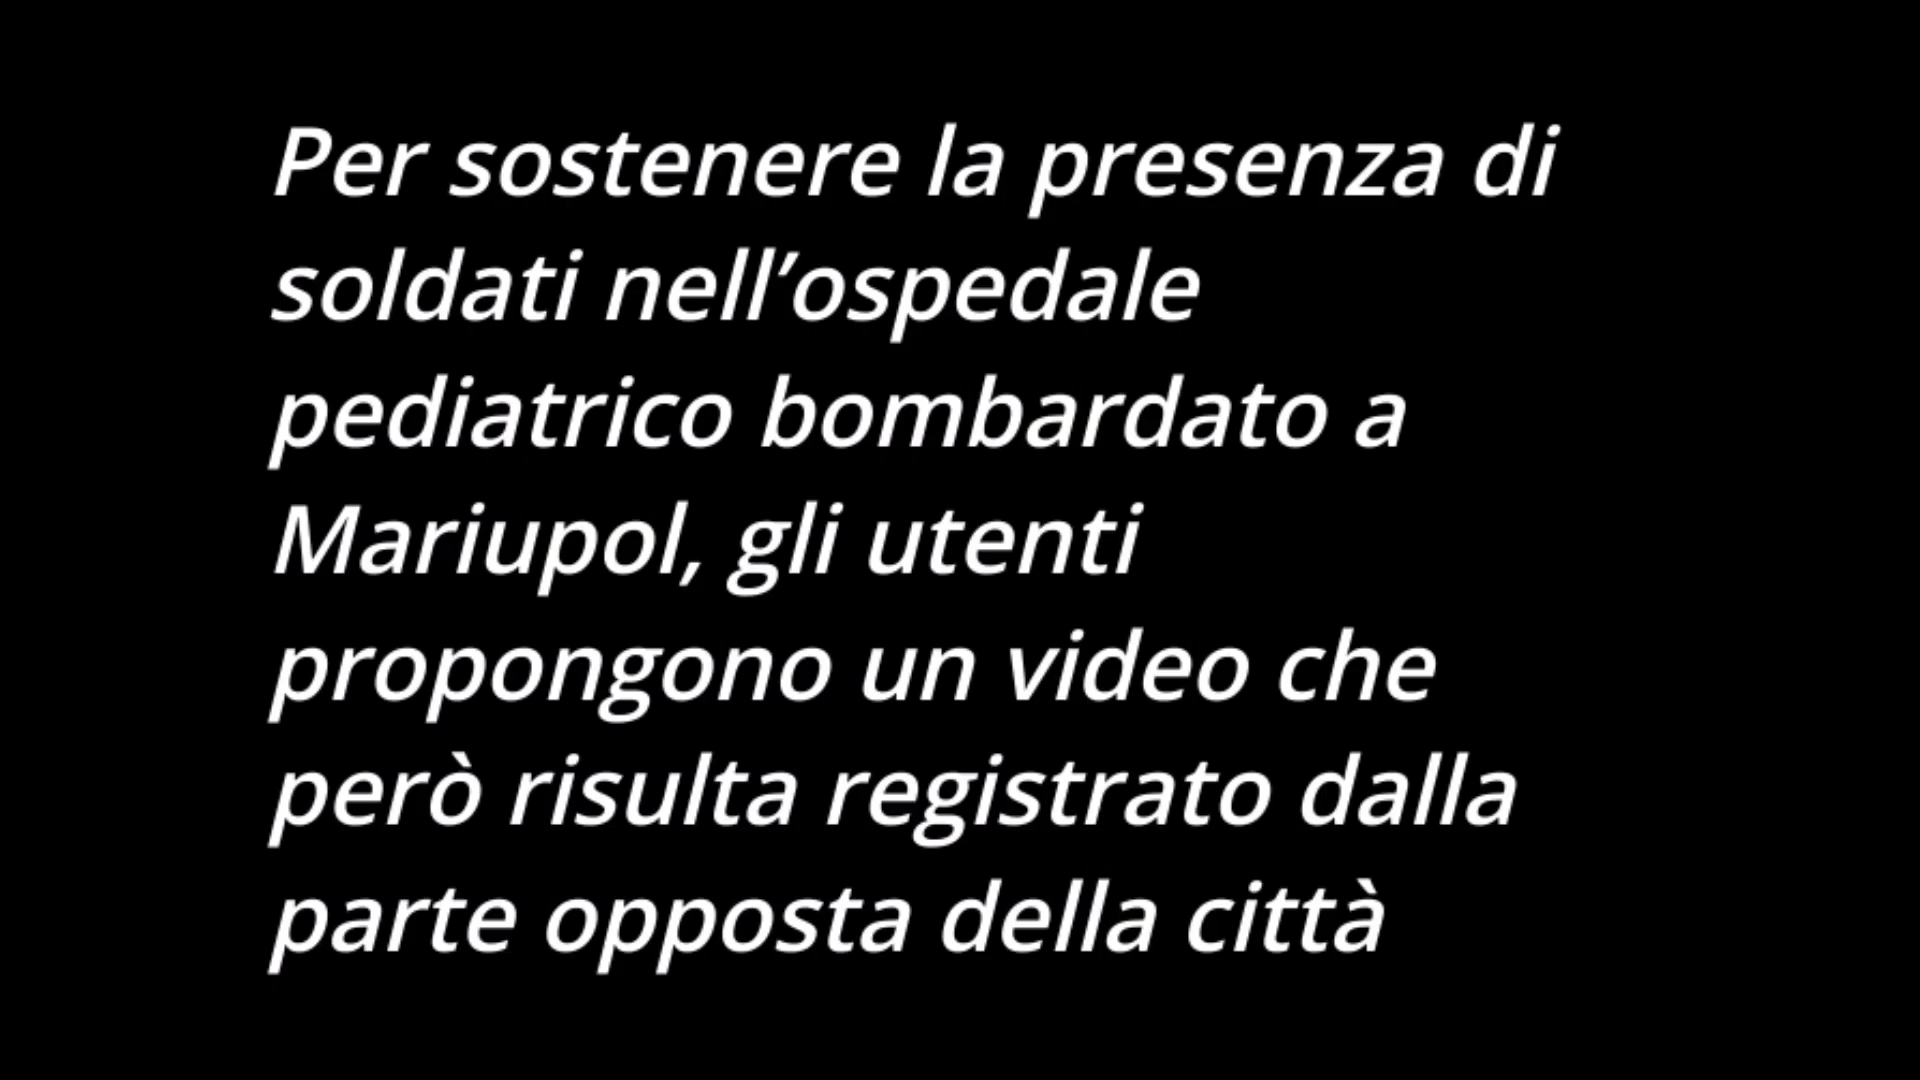 Per sostenere la presenza di
soldati nell’ospedale
pediatrico bombardato a
Mariupol, gli utenti
propongono un video che
però risulta registrato dalla
parte opposta della città